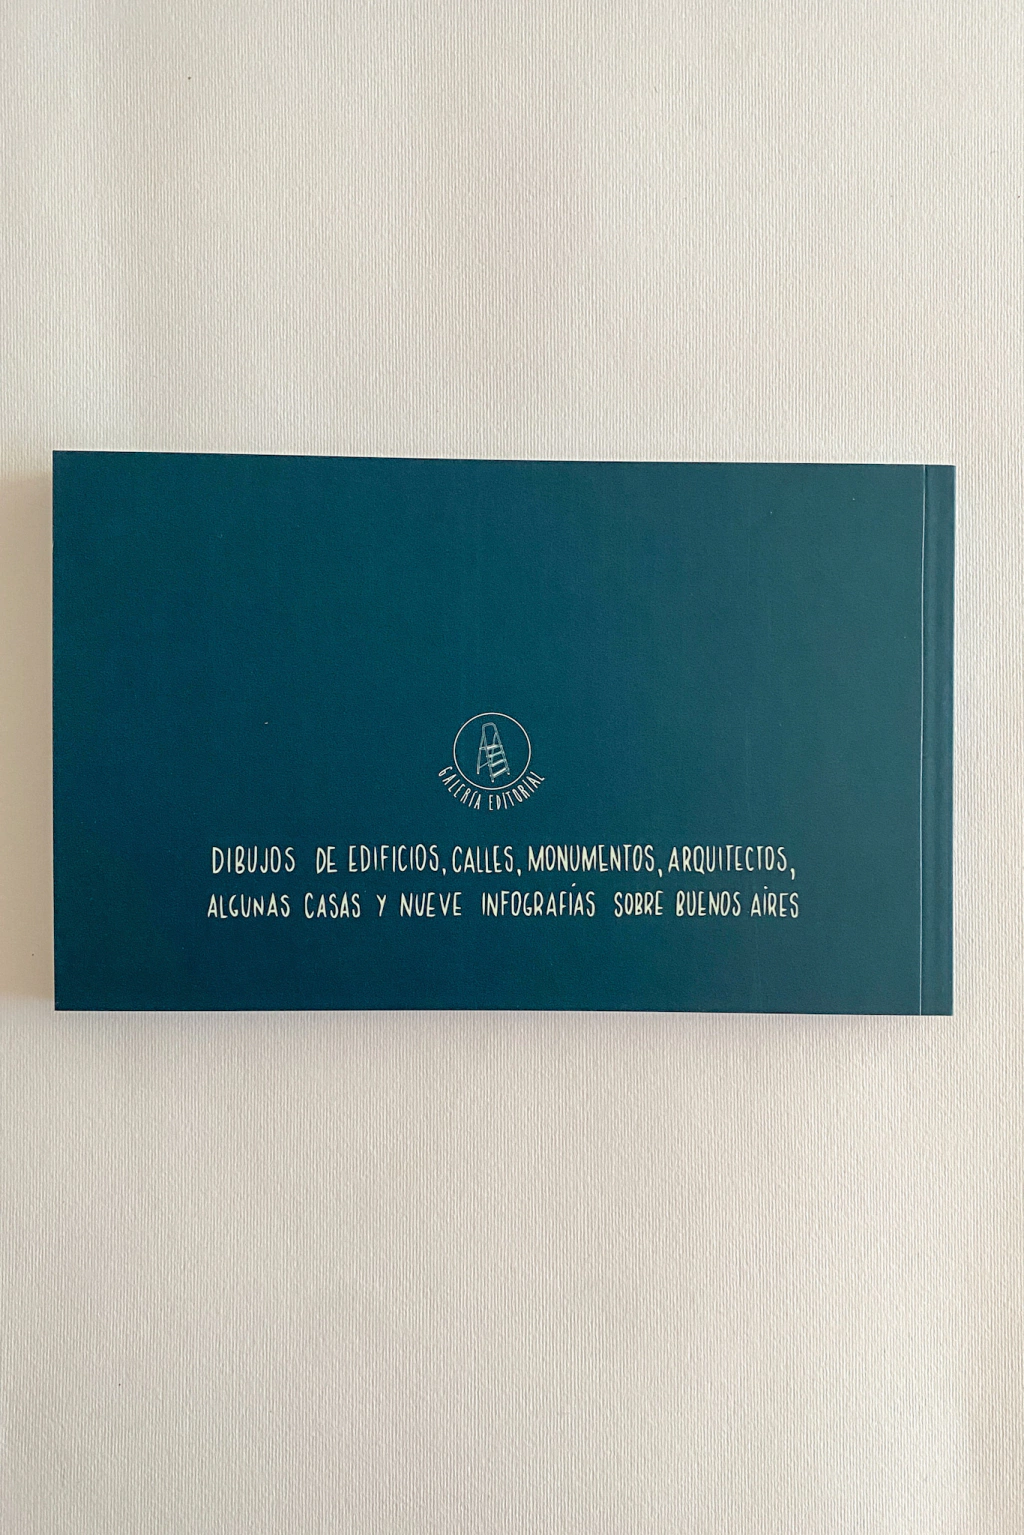 GALERÍA EDITORIAL
DIBUJOS DE EDIFICIOS, CALLES, MONUMENTOS, ARQUITECTOS,
ALGUNAS CASAS Y NUEVE INFOGRAFÍAS SOBRE BUENOS AIRES